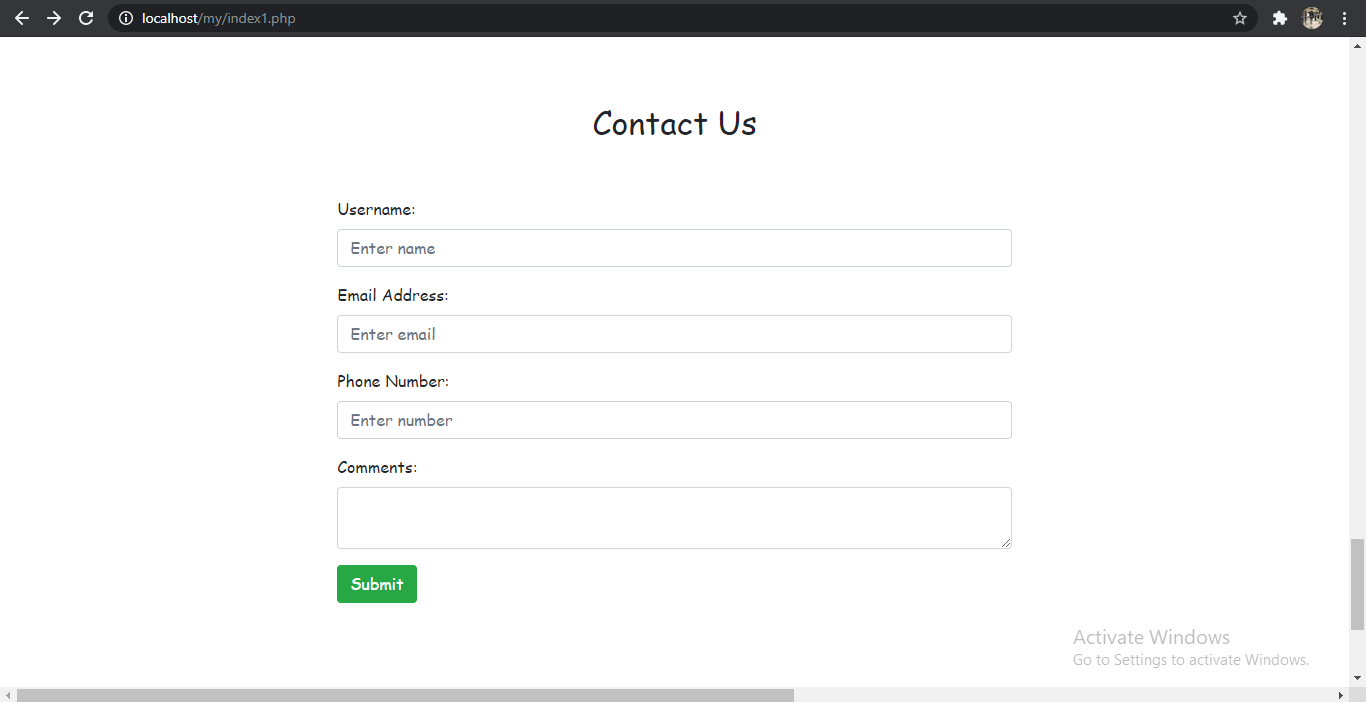 localhost/my/index1.php
Contact Us
Username:
Enter name
Email Address:
Enter email
Phone Number:
Enter number
Comments:
Submit
Activate Windows
Go to Settings to activate Windows.